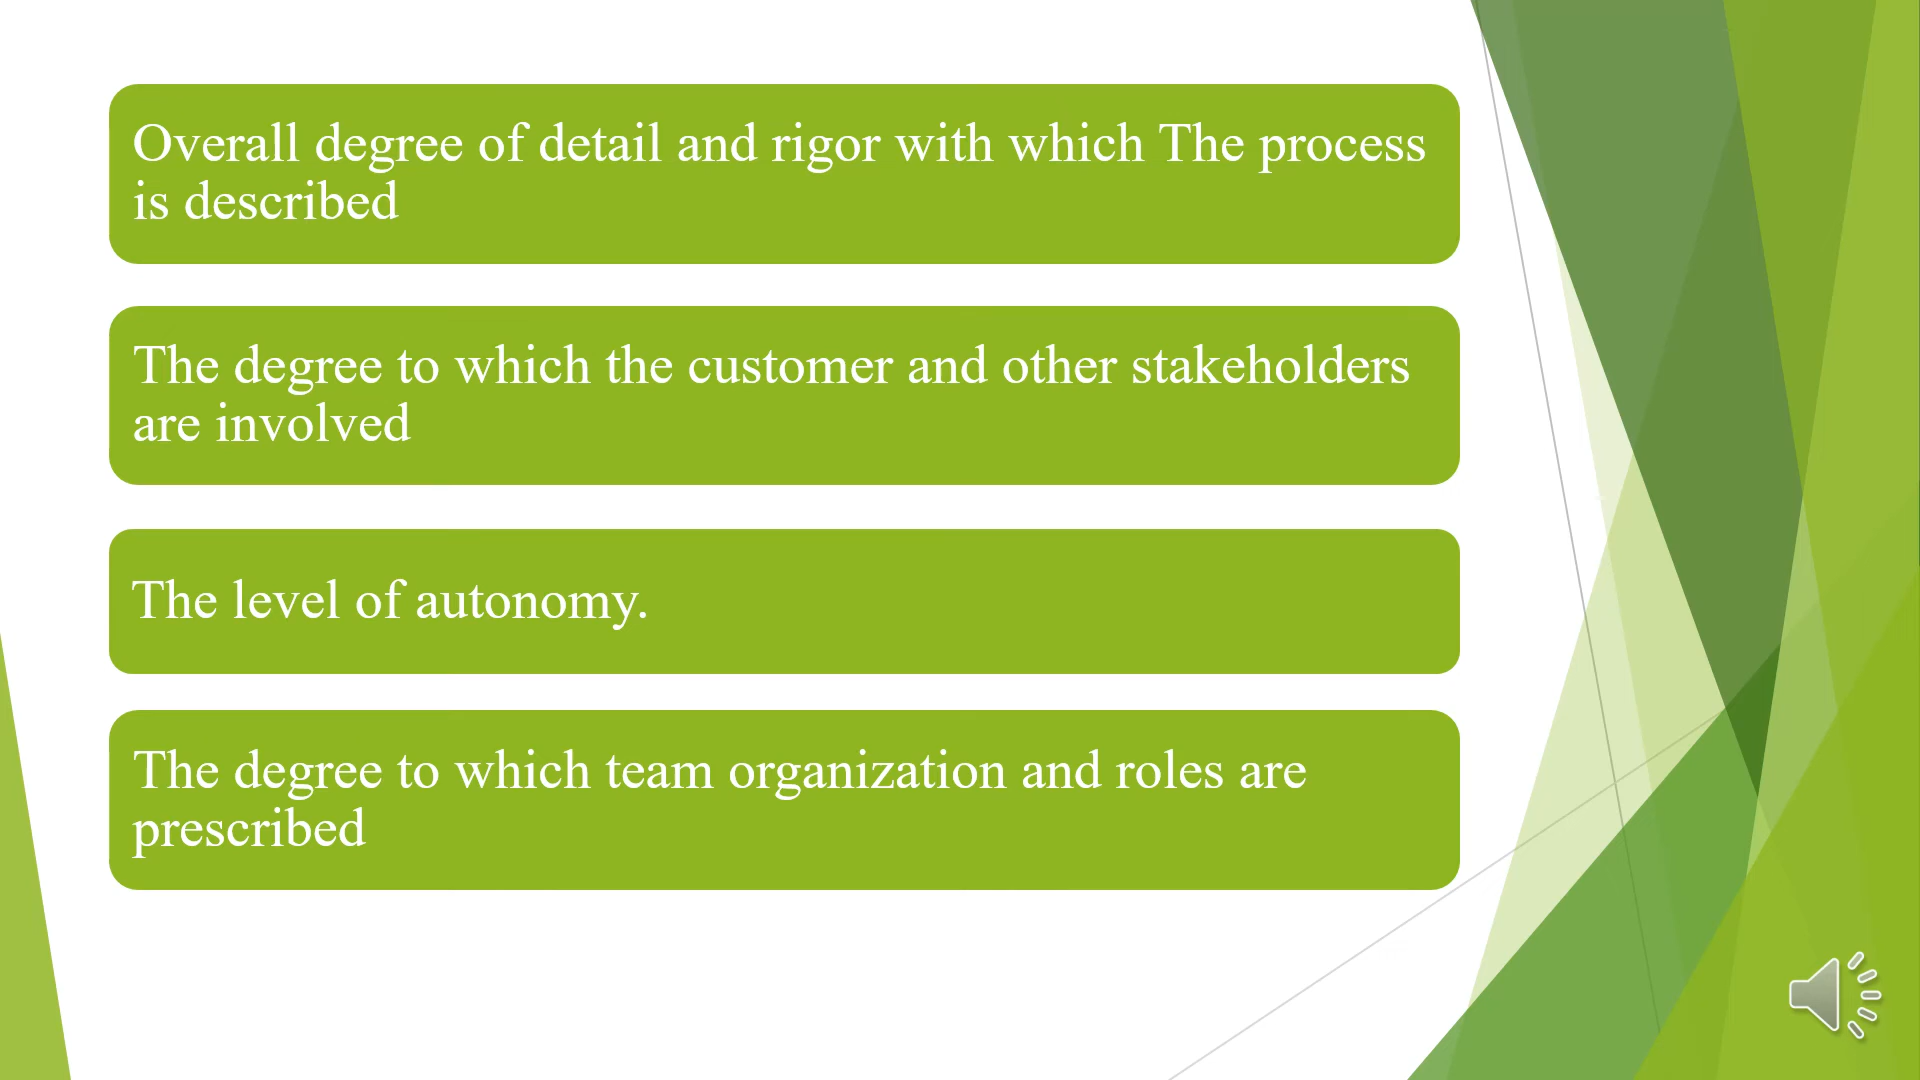 Overall degree of detail and rigor with which The process
is described
The degree to which the customer and other stakeholders
are involved
The level of autonomy.
The degree to which team organization and roles are
prescribed